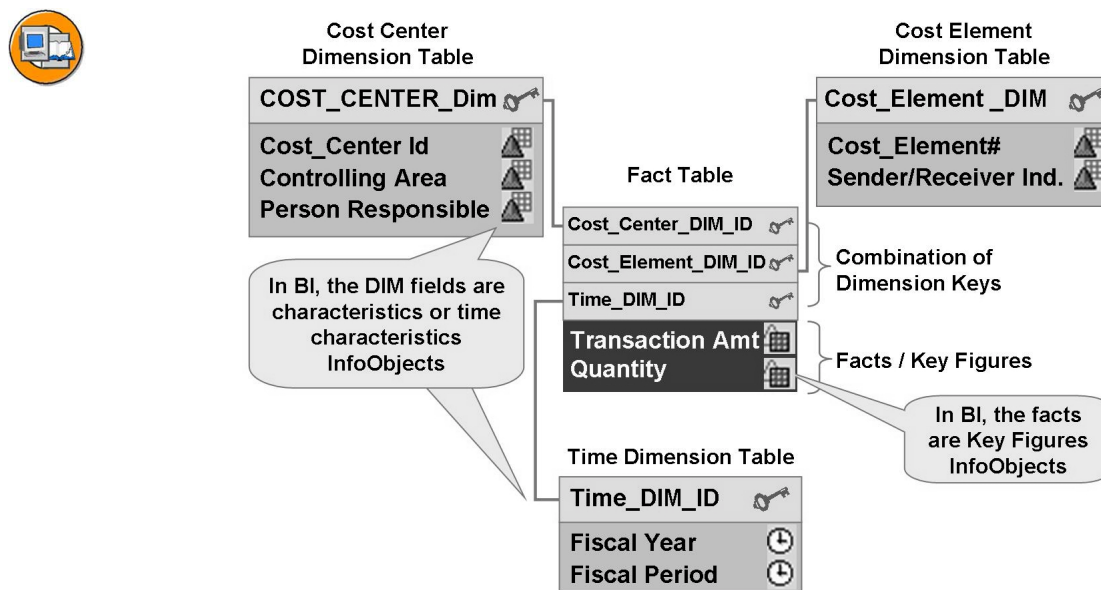 Cost Center
Dimension Table
COST_CENTER_Dim
Cost_Center Id
Controlling Area
Person Responsible
Cost Element
Dimension Table
Cost_Element _DIM
Cost_Element#
Sender/Receiver Ind.
Fact Table
Cost_Center_DIM_ID
Cost_Element_DIM_ID
Time_DIM_ID
Transaction Amt
Quantity
Combination of
Dimension Keys
Facts / Key Figures
In BI, the DIM fields are
characteristics or time
characteristics
InfoObjects
In BI, the facts
are Key Figures
InfoObjects
Time Dimension Table
Time_DIM_ID
Fiscal Year
Fiscal Period